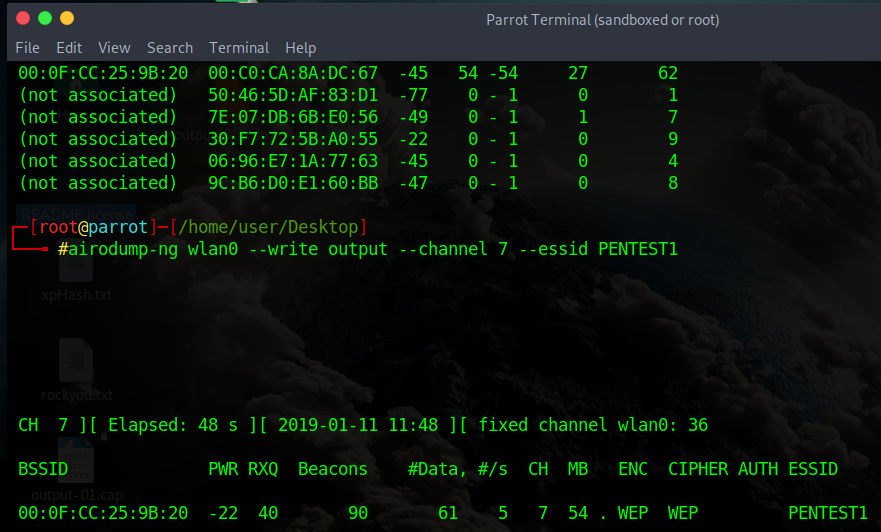 Parrot Terminal (sandboxed or root)
File Edit View Search Terminal Help
00:0F:CC:25:9B:20 00:C0:CA:8A:DC:67 -45 54 -54 27 62
(not associated) 50:46:5D:AF:83:D1 -77 0 - 1 0 1
(not associated) 7E:07:DB:6B:E0:56 -49 0 - 1 1 7
(not associated) 30:F7:72:5B:A0:55 -22 0 - 1 0 9
(not associated) 06:96:E7:1A:77:63 -45 0 - 1 0 4
(not associated) 9C:B6:D0:E1:60:BB -47 0 - 1 0 8
README.license
[root@parrot]-[/home/user/Desktop]
#airodump-ng wlan0 --write output --channel 7 --essid PENTEST1
xpHash.txt
rockyou.txt
CH 7 ][ Elapsed: 48 s ][ 2019-01-11 11:48 ][ fixed channel wlan0: 36
BSSID PWR RXQ Beacons #Data, #/s CH MB ENC CIPHER AUTH ESSID
output-01.cap
00:0F:CC:25:9B:20 -22 40 90 61 5 7 54 . WEP WEP PENTEST1